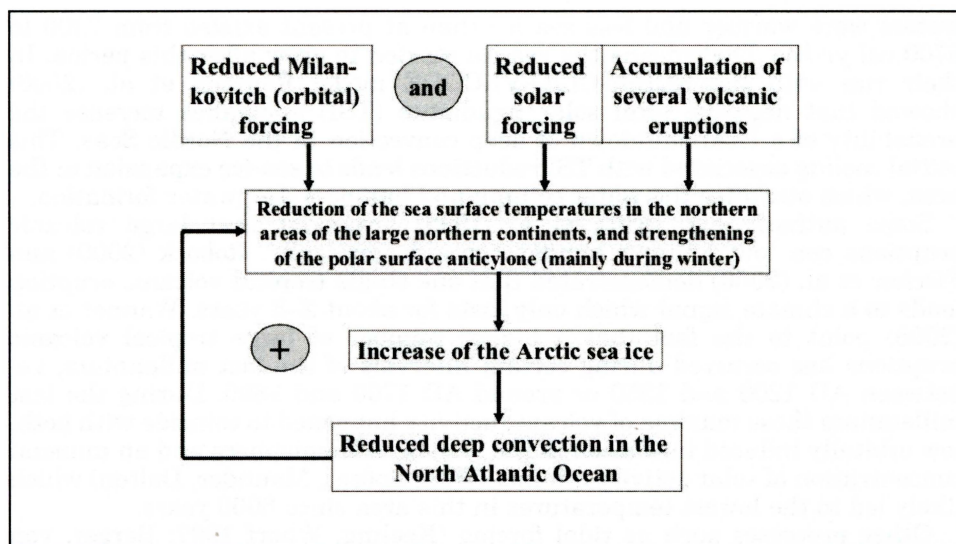 Reduced Milan-
kovitch (orbital)
forcing
and
Reduced
solar
forcing
Accumulation of
several volcanic
eruptions
Reduction of the sea surface temperatures in the northern
areas of the large northern continents, and strengthening
of the polar surface anticylone (mainly during winter)
+
Increase of the Arctic sea ice
Reduced deep convection in the
North Atlantic Ocean